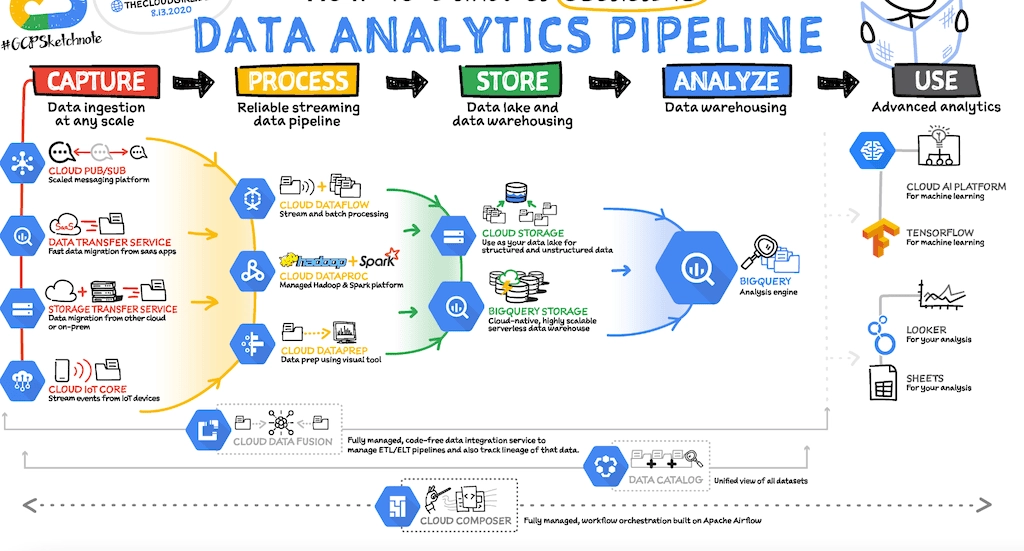 THECLOUDGIRL
8.13.2020
#GCPSketchnote
DATA ANALYTICS PIPELINE
CAPTURE
Data ingestion
at any scale
PROCESS
Reliable streaming
data pipeline
STORE
Data lake and
data warehousing
ANALYZE
Data warehousing
USE
Advanced analytics
CLOUD PUB/SUB
Scaled messaging platform
SaaS
DATA TRANSFER SERVICE
Fast data migration from saas apps
STORAGE TRANSFER SERVICE
Data migration from other cloud
or on-prem
CLOUD IoT CORE
Stream events from IoT devices
+
CLOUD DATAFLOW
Stream and batch processing
hadoop + Spark
CLOUD DATAPROC
Managed Hadoop & Spark platform
CLOUD DATAPREP
Data prep using visual tool
CLOUD STORAGE
Use as your data lake for
structured and unstructured data
BIGQUERY STORAGE
Cloud-native, highly scalable
serverless data warehouse
BIGQUERY
Analysis engine
CLOUD AI PLATFORM
For machine learning
TENSORFLOW
For machine learning
LOOKER
For your analysis
SHEETS
For your analysis
CLOUD DATA FUSION
Fully managed, code-free data integration service to
manage ETL/ELT pipelines and also track lineage of that data.
DATA CATALOG
Unified view of all datasets
CLOUD COMPOSER
Fully managed, workflow orchestration built on Apache Airflow